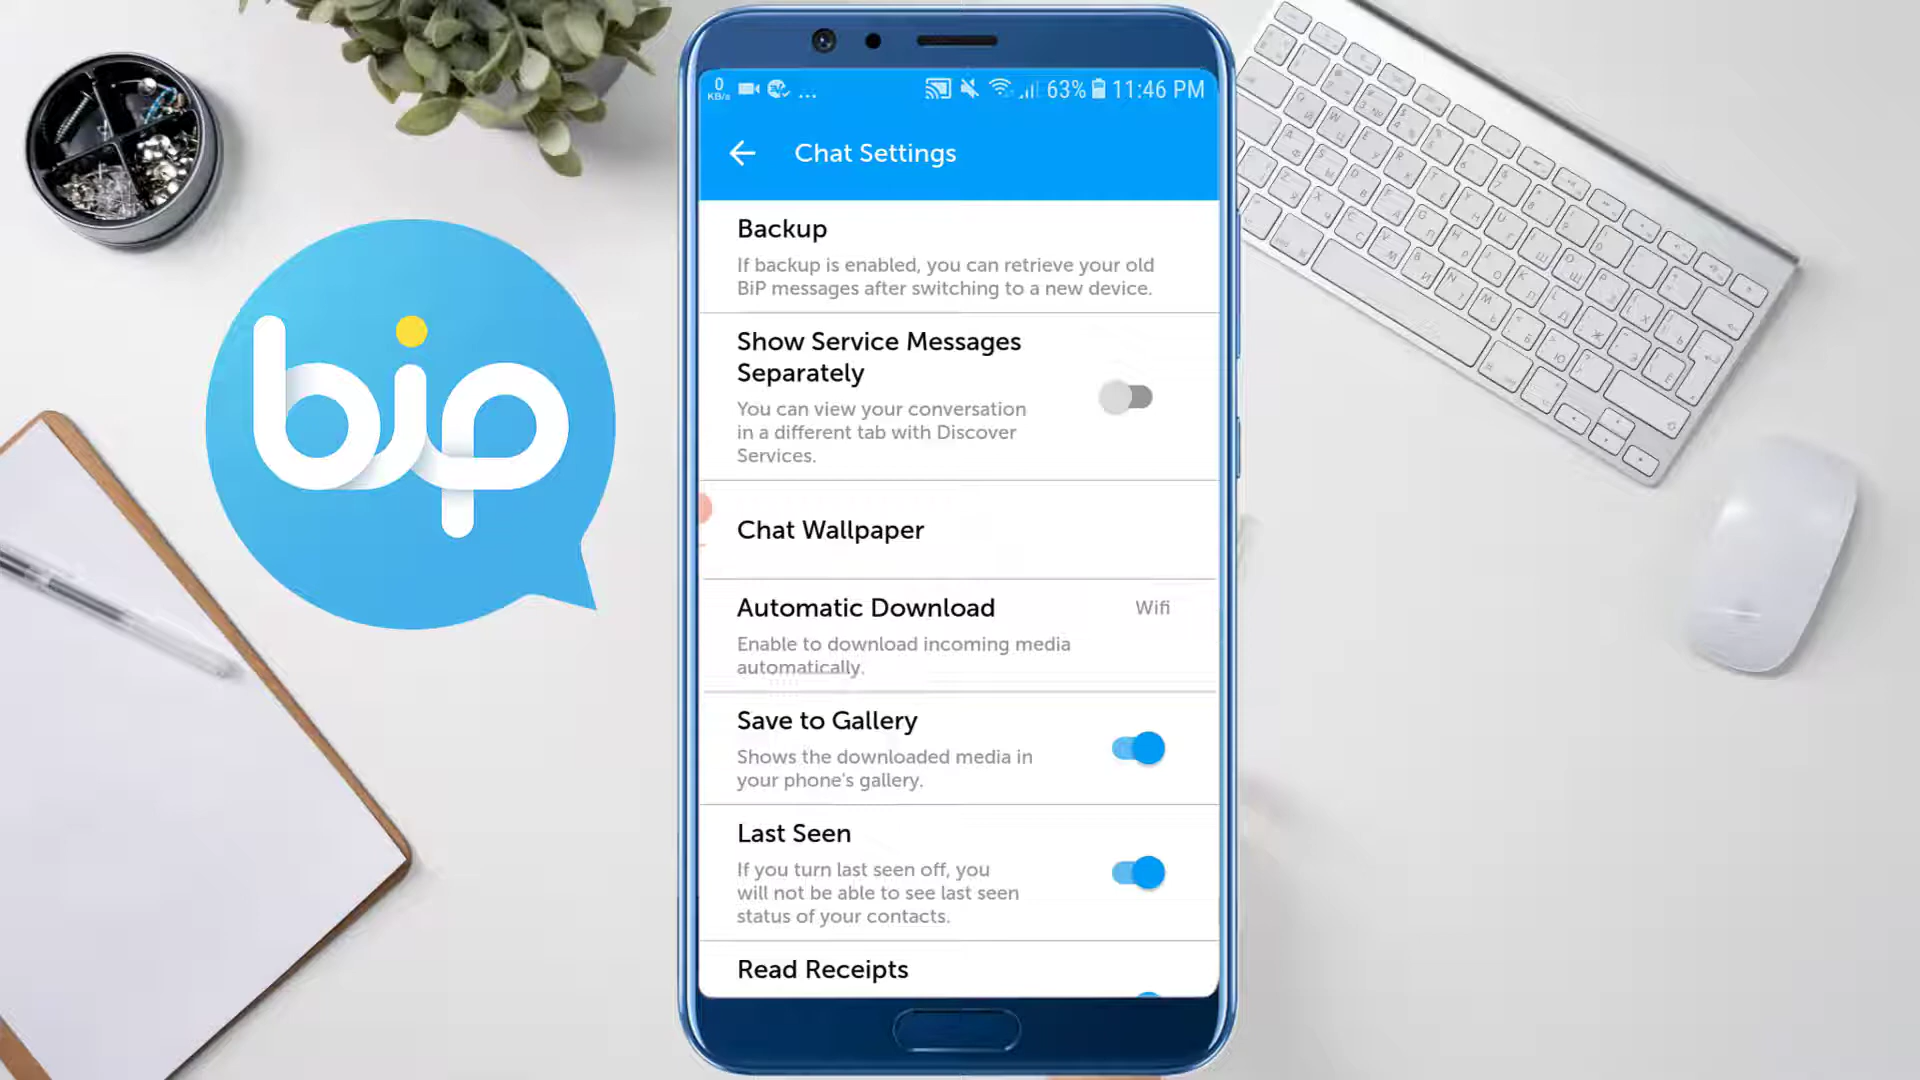 0
KB/s
...
63%
11:46 PM
Chat Settings
bip
Backup
If backup is enabled, you can retrieve your old
BiP messages after switching to a new device.
Show Service Messages
Separately
You can view your conversation
in a different tab with Discover
Services.
Chat Wallpaper
Automatic Download
Wifi
Enable to download incoming media
automatically.
Save to Gallery
Shows the downloaded media in
your phone's gallery.
Last Seen
If you turn last seen off, you
will not be able to see last seen
status of your contacts.
Read Receipts